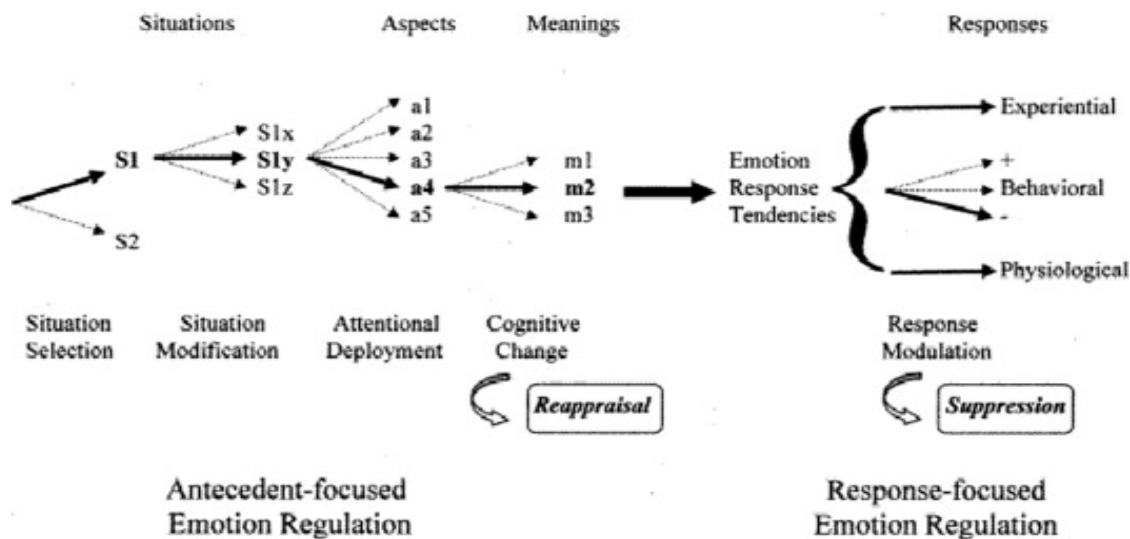 Situations
Aspects
Meanings
Responses
S1
S2
S1x
S1y
S1z
a1
a2
a3
a4
a5
m1
m2
m3
Emotion
Response
Tendencies
Experiential
+
Behavioral
-
Physiological
Situation
Selection
Situation
Modification
Attentional
Deployment
Cognitive
Change
Response
Modulation
Reappraisal
Suppression
Antecedent-focused
Emotion Regulation
Response-focused
Emotion Regulation